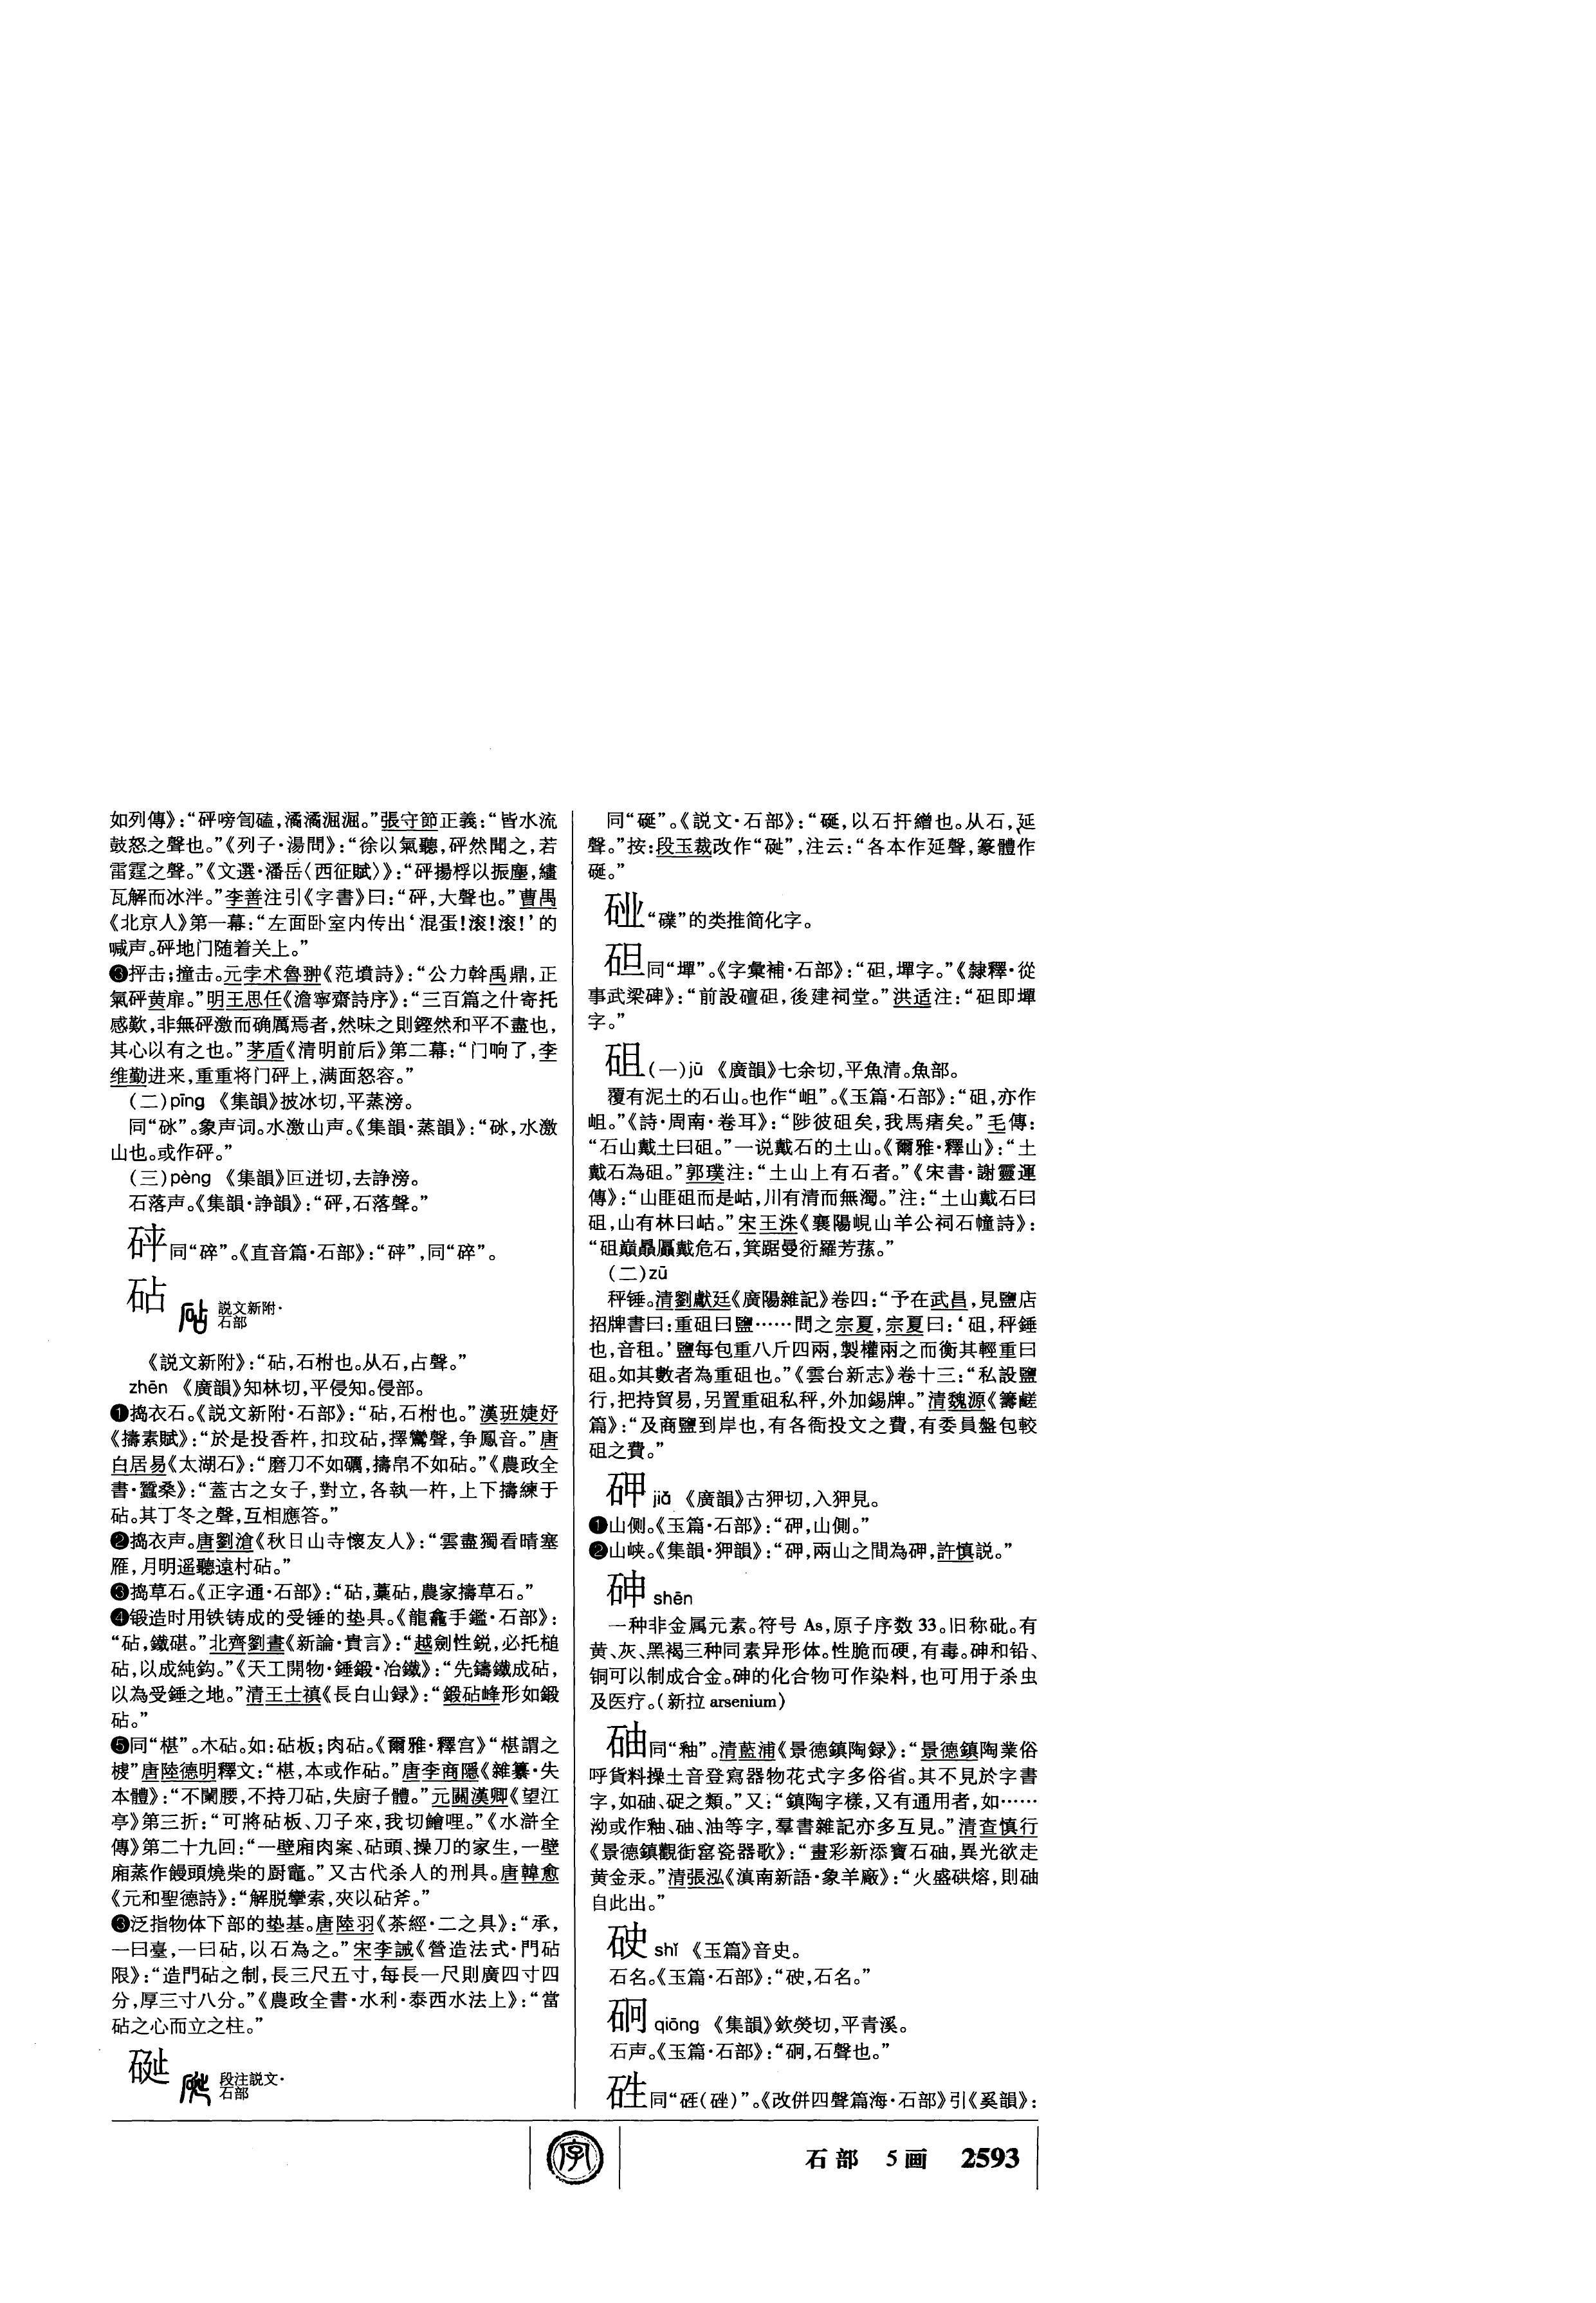 如列傳》：“砰嗙訇磕，潏潏淈淈。”張守節正義：“皆水流
鼓怒之聲也。”《列子·湯問》：“徐以氣聽，砰然聞之，若
雷霆之聲。”《文選·潘岳〈西征賦〉》：“砰揚桴以振塵，繣
瓦解而冰泮。”李善注引《字書》曰：“砰，大聲也。”曹禺
《北京人》第一幕：“左面卧室内传出‘混蛋！滚！滚！’的
喊声。砰地门随着关上。”
❸抨击；撞击。元孛术魯翀《范墳詩》：“公力幹禹鼎，正
氣砰黄扉。”明王思任《澹寧齋詩序》：“三百篇之什寄托
感歎，非無砰激而确厲焉者，然味之則鏗然和平不盡也，
其心以有之也。”茅盾《清明前后》第二幕：“门响了，李
维勤进来，重重将门砰上，满面怒容。”
（二）pīng 《集韻》披冰切，平蒸滂。
同“砯”。象声词。水激山声。《集韻·蒸韻》：“砯，水激
山也。或作砰。”
（三）pèng 《集韻》叵迸切，去諍滂。
石落声。《集韻·諍韻》：“砰，石落聲。”
同“碎”。《直音篇·石部》：“砕”，同“碎”。
砧 説文新附·
石部
《説文新附》：“砧，石柎也。从石，占聲。”
zhēn 《廣韻》知林切，平侵知。侵部。
❶捣衣石。《説文新附·石部》：“砧，石柎也。”漢班婕妤
《擣素賦》：“於是投香杵，扣玟砧，擇鸞聲，争鳳音。”唐
白居易《太湖石》：“磨刀不如礪，擣帛不如砧。”《農政全
書·蠶桑》：“蓋古之女子，對立，各執一杵，上下擣練于
砧。其丁冬之聲，互相應答。”
❷捣衣声。唐劉滄《秋日山寺懷友人》：“雲盡獨看晴塞
雁，月明遥聽遠村砧。”
❸捣草石。《正字通·石部》：“砧，藁砧，農家擣草石。”
❹锻造时用铁铸成的受锤的垫具。《龍龕手鑑·石部》：
“砧，鐵碪。”北齊劉晝《新論·貴言》：“越劍性鋭，必托槌
砧，以成純鈎。”《天工開物·錘鍛·冶鐵》：“先鑄鐵成砧，
以為受錘之地。”清王士禛《長白山録》：“鍛砧峰形如鍛
砧。”
❺同“椹”。木砧。如：砧板；肉砧。《爾雅·釋宫》“椹謂之
榩”唐陸德明釋文：“椹，本或作砧。”唐李商隱《雜纂·失
本體》：“不闌腰，不持刀砧，失厨子體。”元關漢卿《望江
亭》第三折：“可將砧板、刀子來，我切鱠哩。”《水滸全
傳》第二十九回：“一壁廂肉案、砧頭、操刀的家生，一壁
廂蒸作饅頭燒柴的厨竈。”又古代杀人的刑具。唐韓愈
《元和聖德詩》：“解脱攣索，夾以砧斧。”
❸泛指物体下部的垫基。唐陸羽《茶經·二之具》：“承，
一曰臺，一曰砧，以石為之。”宋李誡《營造法式·門砧
限》：“造門砧之制，長三尺五寸，每長一尺則廣四寸四
分，厚三寸八分。”《農政全書·水利·泰西水法上》：“當
砧之心而立之柱。”
段注説文·
石部
同“硟”。《説文·石部》：“硟，以石扞繒也。从石，延
聲。”按：段玉裁改作“䂠”，注云：“各本作延聲，篆體作
硟。”
“磼”的类推简化字。
䃅同“墠”。《字彙補·石部》：“䂠，墠字。”《隸釋·從
事武梁碑》：“前設礓砠，後建祠堂。”洪适注：“砠即墠
字。”
砠（一）jū 《廣韻》七余切，平魚清。魚部。
覆有泥土的石山。也作“岨”。《玉篇·石部》：“砠，亦作
岨。”《詩·周南·卷耳》：“陟彼砠矣，我馬瘏矣。”毛傳：
“石山戴土曰砠。”一说戴石的土山。《爾雅·釋山》：“土
戴石為砠。”郭璞注：“土山上有石者。”《宋書·謝靈運
傳》：“山匪砠而是岵，川有清而無濁。”注：“土山戴石曰
砠，山有林曰岵。”宋王洙《襄陽峴山羊公祠石幢詩》：
“砠巔贔屭戴危石，箕踞曼衍羅芳蓀。”
（二）zū
秤锤。清劉獻廷《廣陽雜記》卷四：“予在武昌，見鹽店
招牌書曰：重砠曰鹽……問之宗夏，宗夏曰：‘砠，秤錘
也，音租。’鹽每包重八斤四兩，製權兩之而衡其輕重曰
砠。如其數者為重砠也。”《雲台新志》卷十三：“私設鹽
行，把持貿易，另置重砠私秤，外加錫牌。”清魏源《籌鹺
篇》：“及商鹽到岸也，有各衙投文之費，有委員盤包較
砠之費。”
砷 jiǎ 《廣韻》古狎切，入狎見。
❶山侧。《玉篇·石部》：“砰，山側。”
❷山峡。《集韻·狎韻》：“砰，兩山之間為砰，許慎説。”
砷 shēn
一种非金属元素。符号 As，原子序数 33。旧称砒。有
黄、灰、黑褐三种同素异形体。性脆而硬，有毒。砷和铅、
铜可以制成合金。砷的化合物可作染料，也可用于杀虫
及医疗。（新拉 arsenium）
䂌同“釉”。清藍浦《景德鎮陶録》：“景德鎮陶業俗
呼貨料操土音登寫器物花式字多俗省。其不見於字書
字，如砷、砋之類。”又：“鎮陶字樣，又有通用者，如……
泑或作釉、砷、油等字，羣書雜記亦多互見。”清查慎行
《景德鎮觀御窑瓷器歌》：“畫彩新添寶石釉，異光欲走
黄金汞。”清張泓《滇南新語·象羊廠》：“火盛硔熔，則釉
自此出。”
shǐ 《玉篇》音史。
石名。《玉篇·石部》：“䂠，石名。”
qiōng 《集韻》欽熒切，平青溪。
石声。《玉篇·石部》：“硘，石聲也。”
同“硂（矬）”。《改併四聲篇海·石部》引《奚韻》：
字
石部 5画 2593